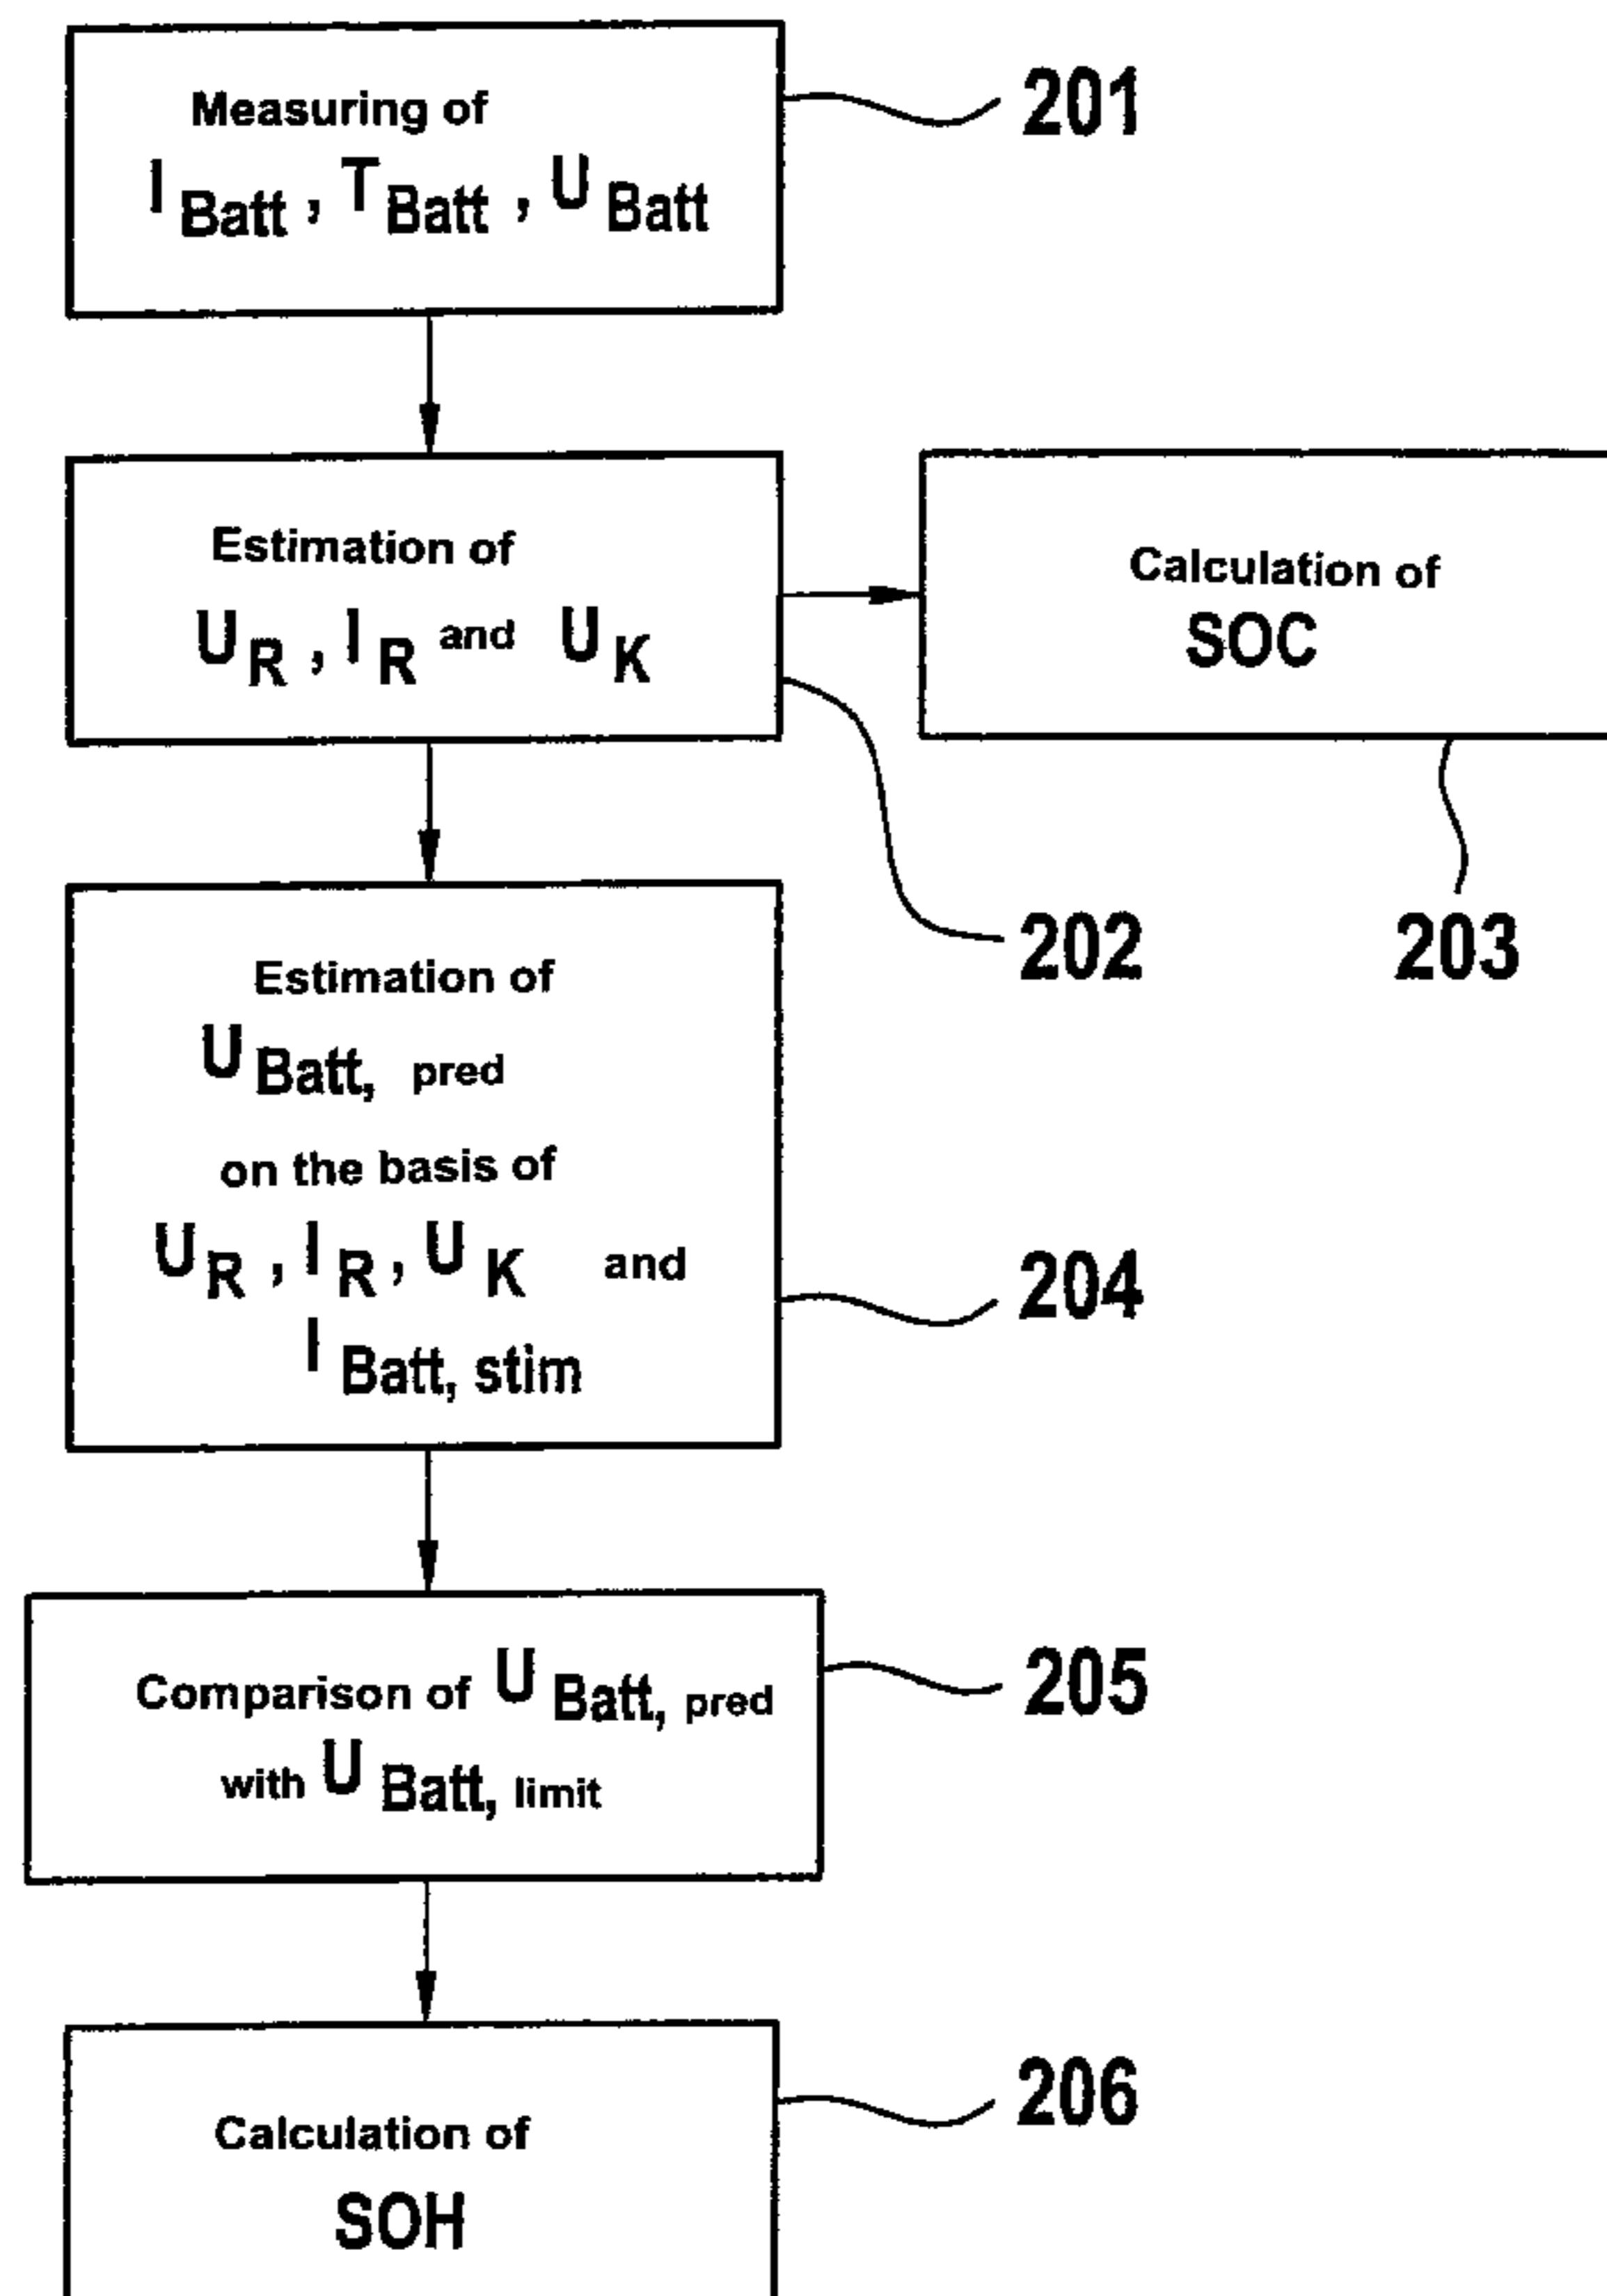 Measuring of
I Batt , T Batt , U Batt
201
Estimation of
U R , I R and U K
Calculation of
SOC
202
203
Estimation of
U Batt, pred
on the basis of
U R , I R , U K and
I Batt, stim
204
Comparison of U Batt, pred
with U Batt, limit
205
Calculation of
SOH
206